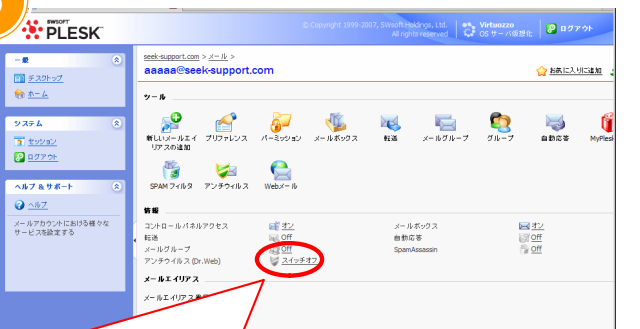 SWSOFT
PLESK
© Copyright 1999-2007, SWsoft Holdings, Ltd.
All rights reserved
Virtuozzo
OS サーバ仮想化
ログアウト
一般
デスクトップ
ホーム
システム
セッション
ログアウト
ヘルプ & サポート
ヘルプ
メールアカウントにおける様々な
サービスを設定する
seek-support.com > メール >
aaaaa@seek-support.com
お気に入りに追加
ツール
新しいメールエイ
リアスの追加
プリファレンス
パーミッション
メールボックス
転送
メールグループ
グループ
自動応答
MyPlesk
SPAM フィルタ
アンチウイルス
Webメール
情報
コントロールパネルアクセス オン メールボックス オン
転送 Off 自動応答 Off
メールグループ Off SpamAssassin Off
アンチウイルス (Dr.Web) スイッチオフ
メールエイリアス
メールエイリアス